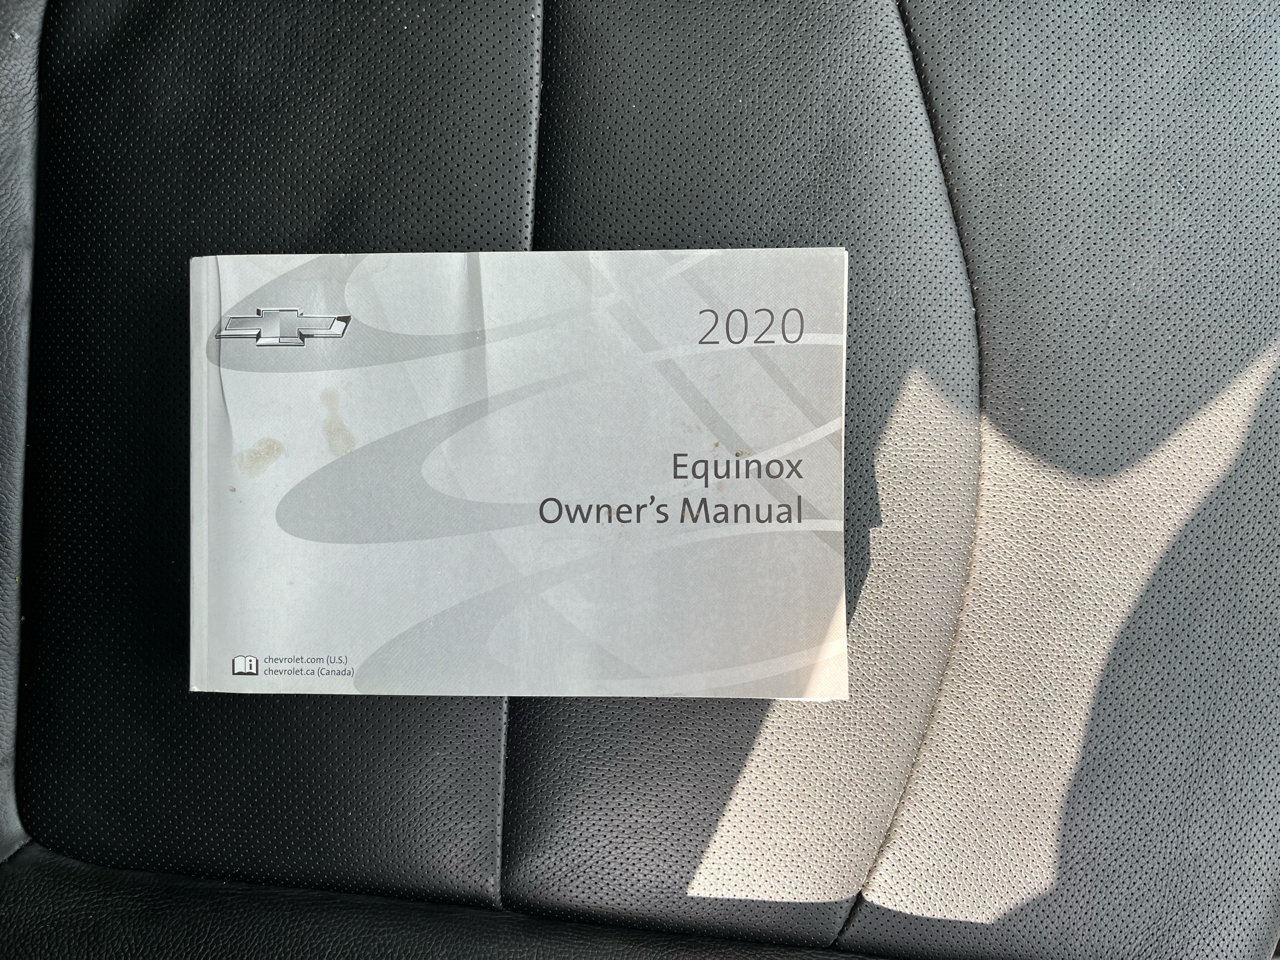 2020
Equinox
Owner’s Manual
chevrolet.com (U.S.)
chevrolet.ca (Canada)